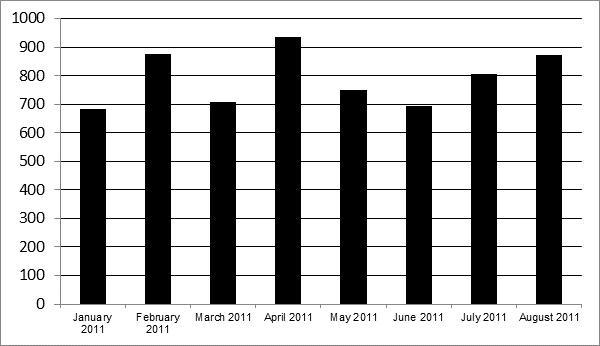 1000
900
800
700
600
500
400
300
200
100
0
January 2011
February 2011
March 2011
April 2011
May 2011
June 2011
July 2011
August 2011